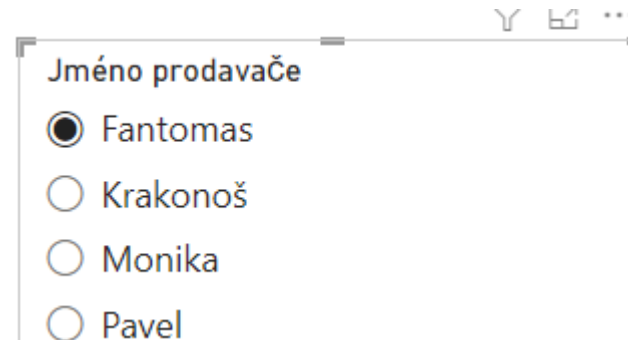 Jméno prodavače
Fantomas
Krakonoš
Monika
Pavel